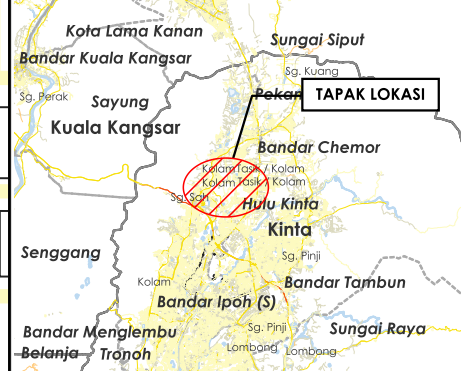 Kota Lama Kanan
Sungai Siput
Bandar Kuala Kangsar
Sg. Kuang
Sg. Perak
Sayung
Pekan
TAPAK LOKASI
Kuala Kangsar
Bandar Chemor
Kolam Tasik / Kolam
Kolam Tasik / Kolam
Sg. Sah
Hulu Kinta
Kinta
Senggang
Sg. Pinji
Kolam
Bandar Tambun
Bandar Ipoh (S)
Bandar Menglembu
Sg. Pinji
Sungai Raya
Belanja
Tronoh
Lombong
Lombong